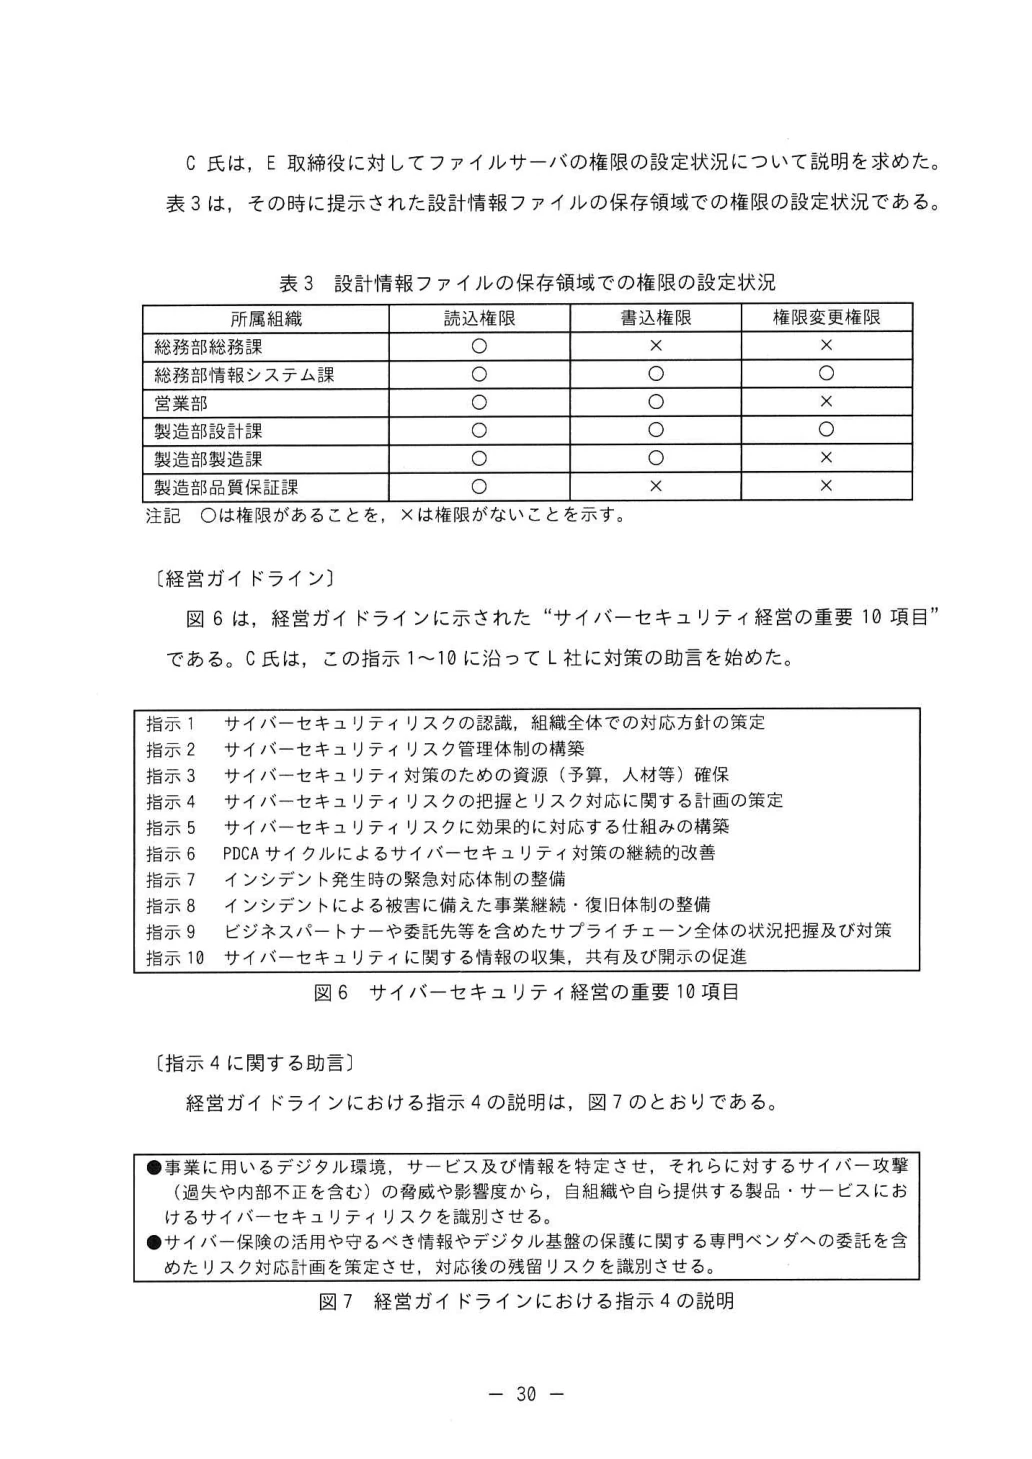 C 氏は，E 取締役に対してファイルサーバの権限の設定状況について説明を求めた。
表 3 は，その時に提示された設計情報ファイルの保存領域での権限の設定状況である。
表 3　設計情報ファイルの保存領域での権限の設定状況
所属組織　読込権限　書込権限　権限変更権限
総務部総務課　○　×　×
総務部情報システム課　○　○　○
営業部　○　○　×
製造部設計課　○　○　○
製造部製造課　○　○　×
製造部品質保証課　○　×　×
注記　○は権限があることを，×は権限がないことを示す。
〔経営ガイドライン〕
図 6 は，経営ガイドラインに示された“サイバーセキュリティ経営の重要 10 項目”
である。C 氏は，この指示 1～10 に沿って L 社に対策の助言を始めた。
指示 1　サイバーセキュリティリスクの認識，組織全体での対応方針の策定
指示 2　サイバーセキュリティリスク管理体制の構築
指示 3　サイバーセキュリティ対策のための資源（予算，人材等）確保
指示 4　サイバーセキュリティリスクの把握とリスク対応に関する計画の策定
指示 5　サイバーセキュリティリスクに効果的に対応する仕組みの構築
指示 6　PDCA サイクルによるサイバーセキュリティ対策の継続的改善
指示 7　インシデント発生時の緊急対応体制の整備
指示 8　インシデントによる被害に備えた事業継続・復旧体制の整備
指示 9　ビジネスパートナーや委託先等を含めたサプライチェーン全体の状況把握及び対策
指示 10　サイバーセキュリティに関する情報の収集，共有及び開示の促進
図 6　サイバーセキュリティ経営の重要 10 項目
〔指示 4 に関する助言〕
経営ガイドラインにおける指示 4 の説明は，図 7 のとおりである。
●事業に用いるデジタル環境，サービス及び情報を特定させ，それらに対するサイバー攻撃
（過失や内部不正を含む）の脅威や影響度から，自組織や自ら提供する製品・サービスにお
けるサイバーセキュリティリスクを識別させる。
●サイバー保険の活用や守るべき情報やデジタル基盤の保護に関する専門ベンダへの委託を含
めたリスク対応計画を策定させ，対応後の残留リスクを識別させる。
図 7　経営ガイドラインにおける指示 4 の説明
－ 30 －